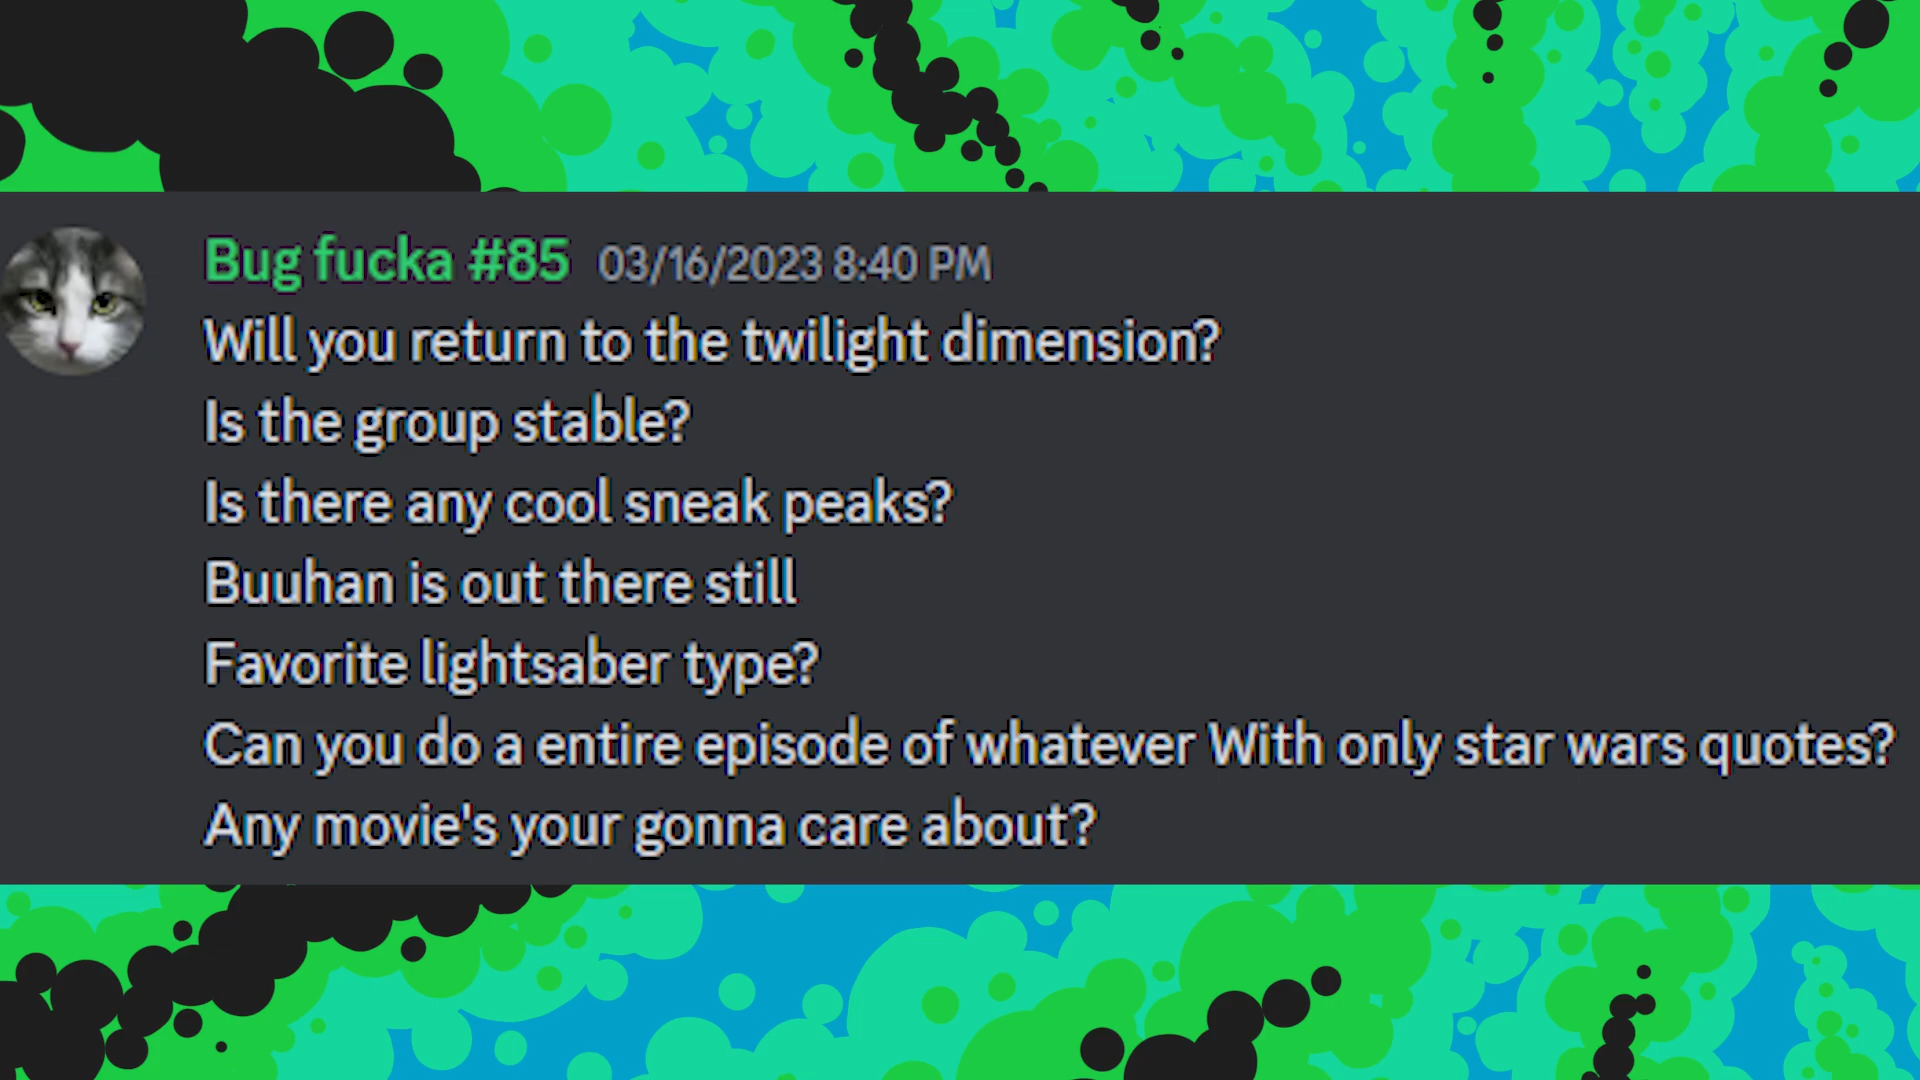 Bug fucka #85 03/16/2023 8:40 PM
Will you return to the twilight dimension?
Is the group stable?
Is there any cool sneak peaks?
Buuhan is out there still
Favorite lightsaber type?
Can you do a entire episode of whatever With only star wars quotes?
Any movie's your gonna care about?